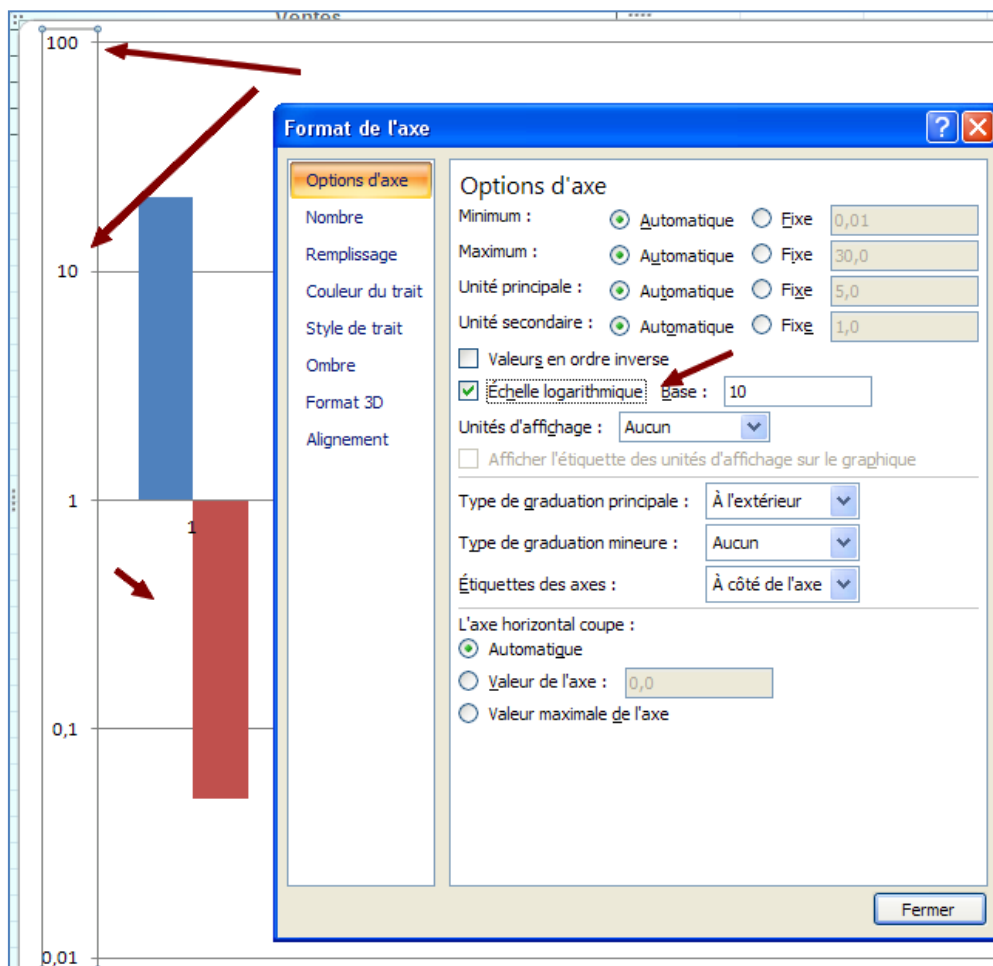 Ventes
100
10
1
1
0,1
0,01
Format de l'axe
?
Options d'axe
Nombre
Remplissage
Couleur du trait
Style de trait
Ombre
Format 3D
Alignement
Options d'axe
Minimum : Automatique Fixe 0,01
Maximum : Automatique Fixe 30,0
Unité principale : Automatique Fixe 5,0
Unité secondaire : Automatique Fixe 1,0
Valeurs en ordre inverse
Échelle logarithmique Base : 10
Unités d'affichage : Aucun
Afficher l'étiquette des unités d'affichage sur le graphique
Type de graduation principale : À l'extérieur
Type de graduation mineure : Aucun
Étiquettes des axes : À côté de l'axe
L'axe horizontal coupe :
Automatique
Valeur de l'axe : 0,0
Valeur maximale de l'axe
Fermer